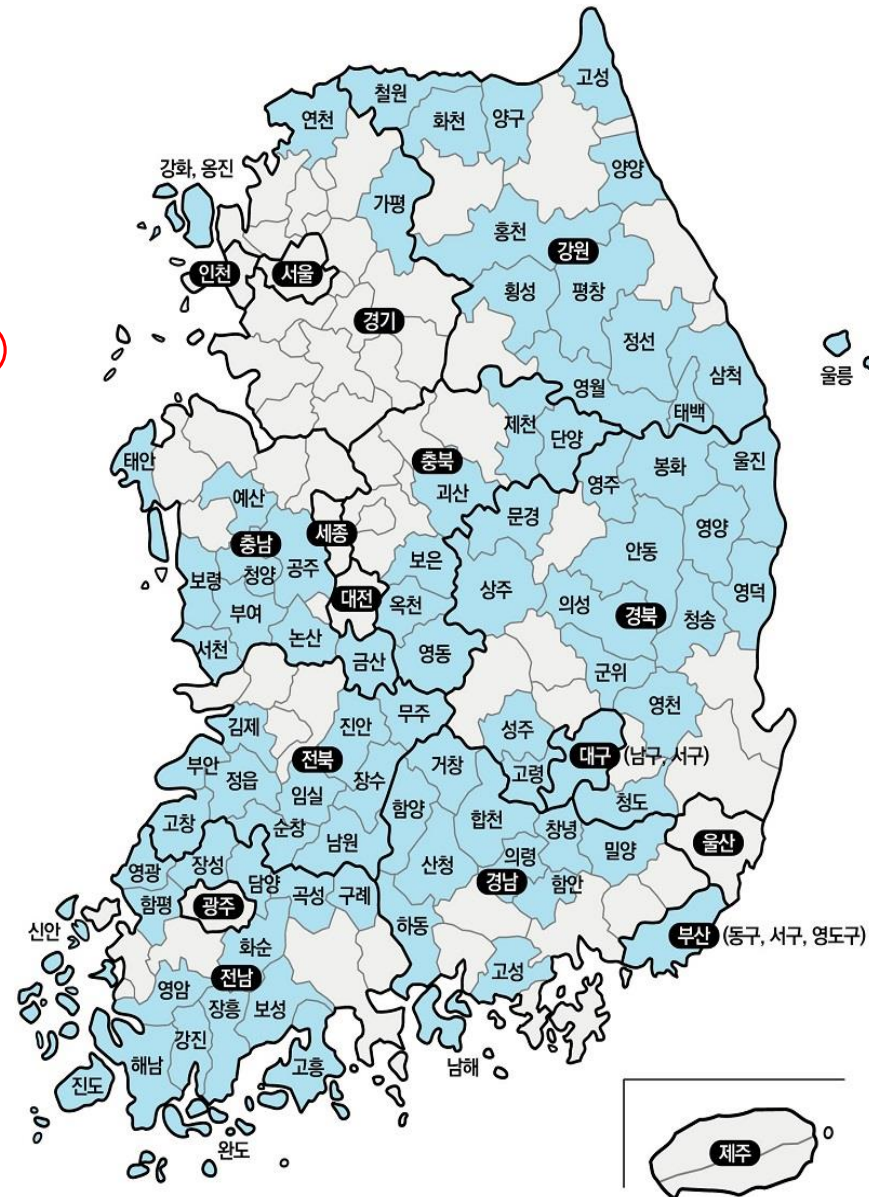 고성
철원
연천
화천
양구
강화, 옹진
양양
가평
홍천
강원
인천
서울
횡성
평창
경기
정선
삼척
울릉
영월
태백
제천
단양
태안
충북
봉화
울진
영주
예산
괴산
문경
영양
세종
충남
안동
보은
공주
청양
보령
대전
옥천
상주
의성
경북
청송
영덕
부여
논산
서천
금산
영동
군위
영천
무주
김제
진안
성주
대구 (남구, 서구)
전북
거창
부안
정읍
장수
고령
임실
청도
함양
합천
고창
순창
남원
창녕
밀양
울산
의령
산청
장성
영광
담양
경남
함안
곡성
구례
함평
광주
하동
신안
부산 (동구, 서구, 영도구)
화순
전남
고성
영암
장흥
보성
강진
해남
고흥
남해
진도
완도
제주